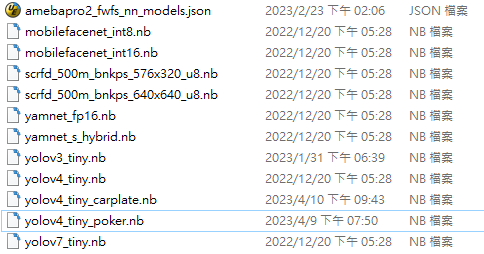 amebapro2_fwfs_nn_models.json 2023/2/23 下午 02:06 JSON 檔案
mobilefacenet_int8.nb 2022/12/20 下午 05:28 NB 檔案
mobilefacenet_int16.nb 2022/12/20 下午 05:28 NB 檔案
scrfd_500m_bnkps_576x320_u8.nb 2022/12/20 下午 05:28 NB 檔案
scrfd_500m_bnkps_640x640_u8.nb 2022/12/20 下午 05:28 NB 檔案
yamnet_fp16.nb 2022/12/20 下午 05:28 NB 檔案
yamnet_s_hybrid.nb 2022/12/20 下午 05:28 NB 檔案
yolov3_tiny.nb 2023/1/31 下午 06:39 NB 檔案
yolov4_tiny.nb 2022/12/20 下午 05:28 NB 檔案
yolov4_tiny_carplate.nb 2023/4/10 下午 09:43 NB 檔案
yolov4_tiny_poker.nb 2023/4/9 下午 07:50 NB 檔案
yolov7_tiny.nb 2022/12/20 下午 05:28 NB 檔案